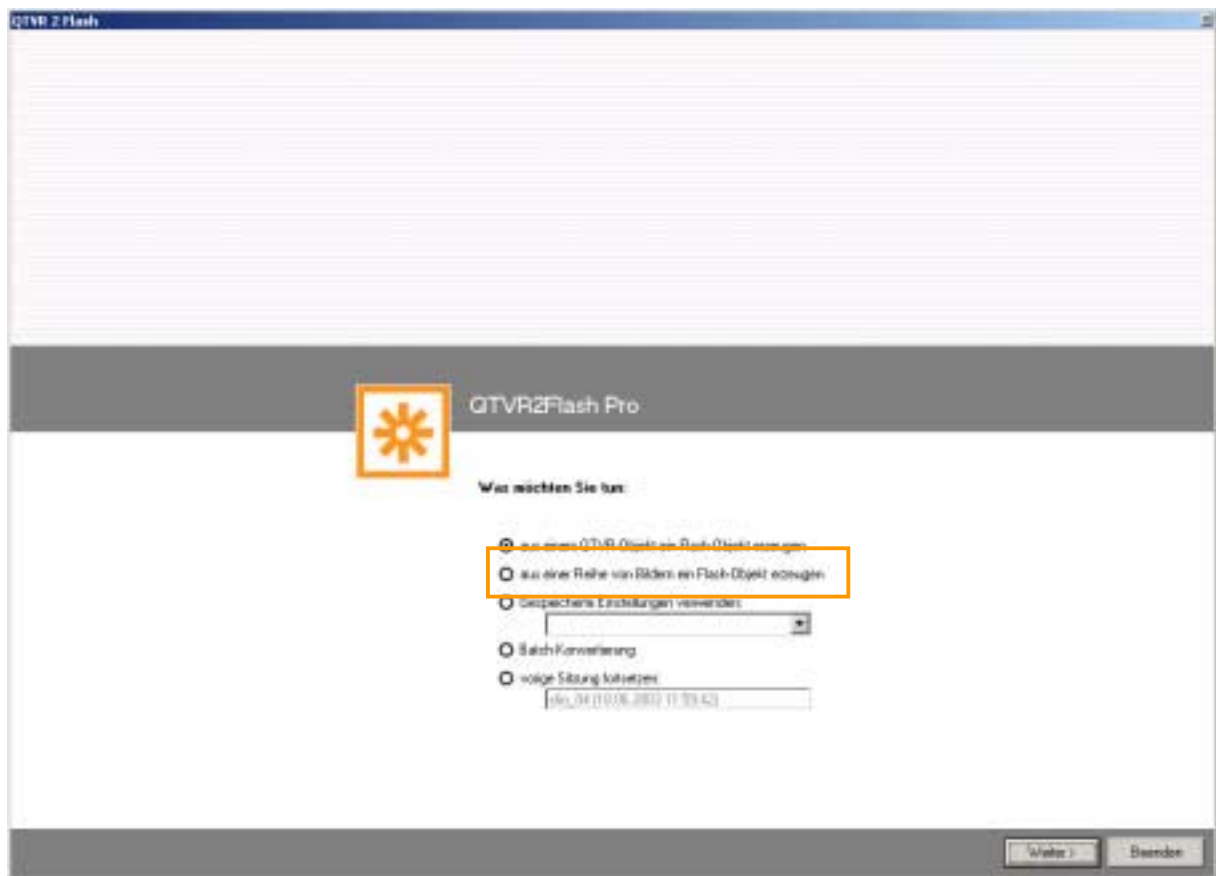 QTVR 2 Flash
QTVR2Flash Pro
Was möchten Sie tun:
aus einem QTVR-Objekt ein Flash-Objekt erzeugen
aus einer Reihe von Bildern ein Flash-Objekt erzeugen
Gespeicherte Einstellungen verwenden:
Batch-Konvertierung
vorige Sitzung fortsetzen:
Weiter >
Beenden